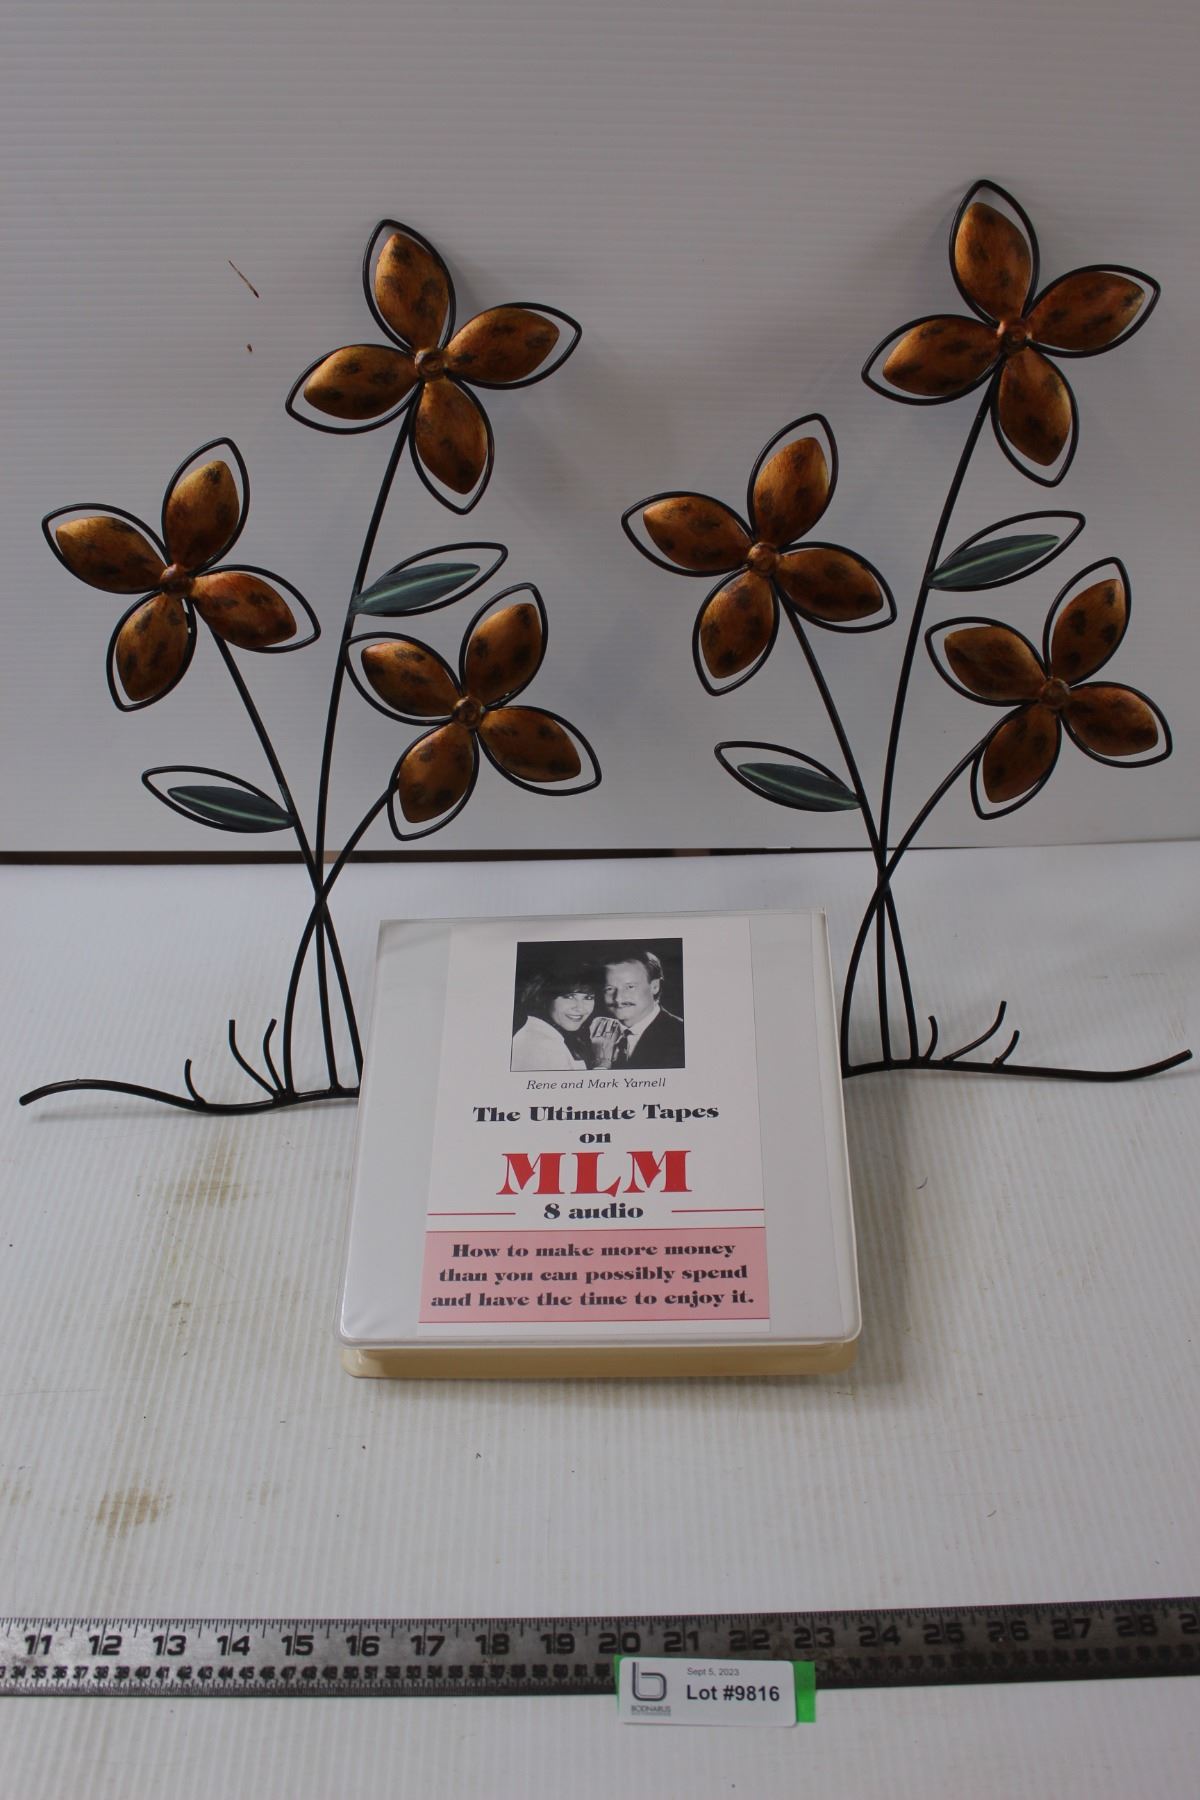 Rene and Mark Yarnell
The Ultimate Tapes
on
MLM
8 audio
How to make more money
than you can possibly spend
and have the time to enjoy it.
11 12 13 14 15 16 17 18 19 20 21 22 23 24 25 26 27 28
Sept 5, 2023
Lot #9816
b
BODNARUS